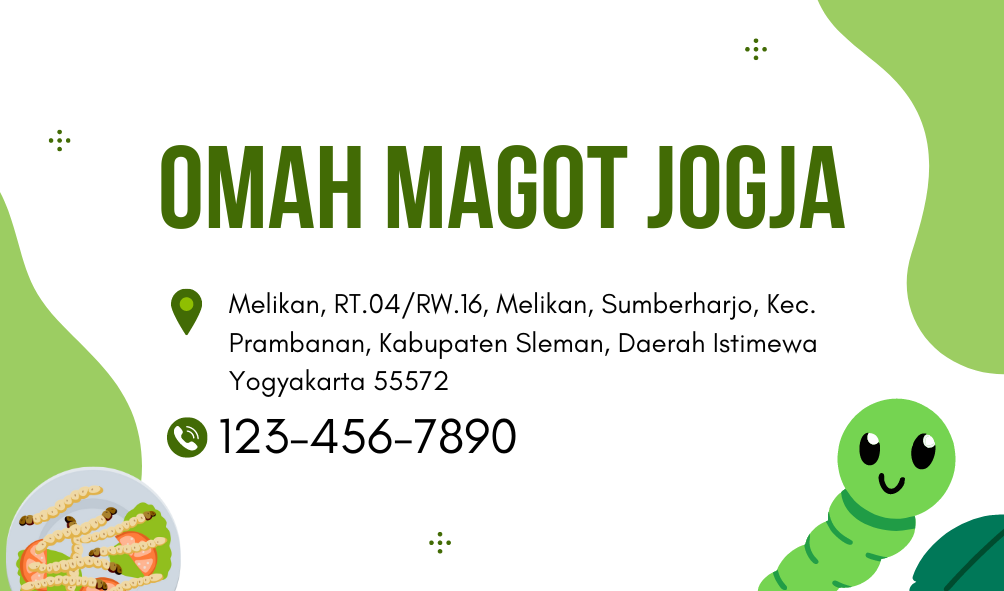 OMAH MAGOT JOGJA
Melikan, RT.04/RW.16, Melikan, Sumberharjo, Kec.
Prambanan, Kabupaten Sleman, Daerah Istimewa
Yogyakarta 55572
123-456-7890